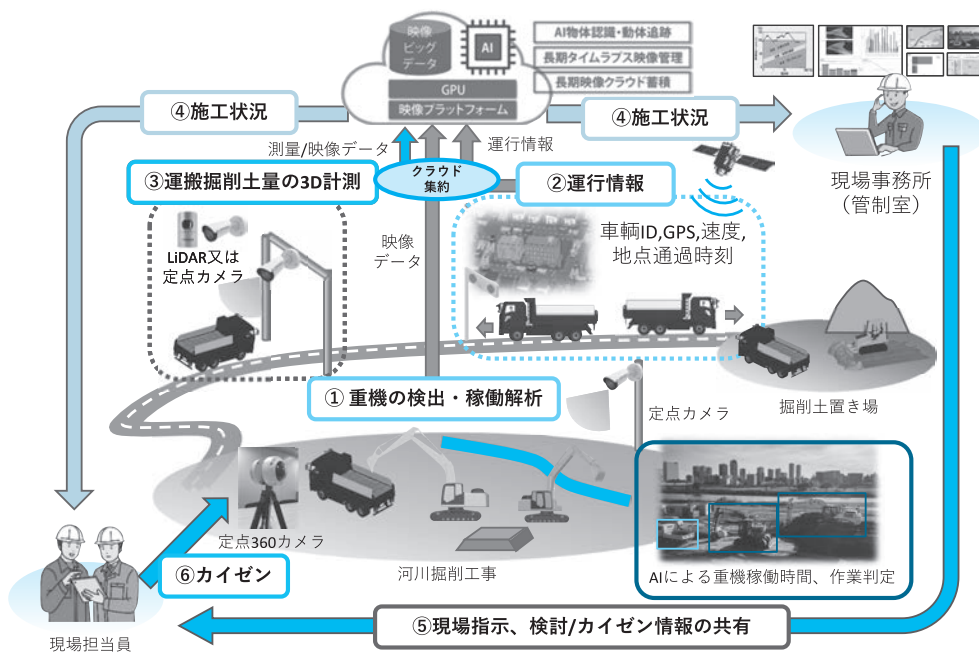 映像
ビッグ
データ
AI
GPU
映像プラットフォーム
AI物体認識・動体追跡
長期タイムラプス映像管理
長期映像クラウド蓄積
④施工状況
④施工状況
測量/映像データ
運行情報
クラウド
集約
③運搬掘削土量の3D計測
②運行情報
現場事務所
（管制室）
LiDAR又は
定点カメラ
映像
データ
車輌ID,GPS,速度,
地点通過時刻
①重機の検出・稼働解析
定点カメラ
掘削土置き場
定点360カメラ
河川掘削工事
AIによる重機稼働時間、作業判定
⑥カイゼン
現場担当員
⑤現場指示、検討/カイゼン情報の共有